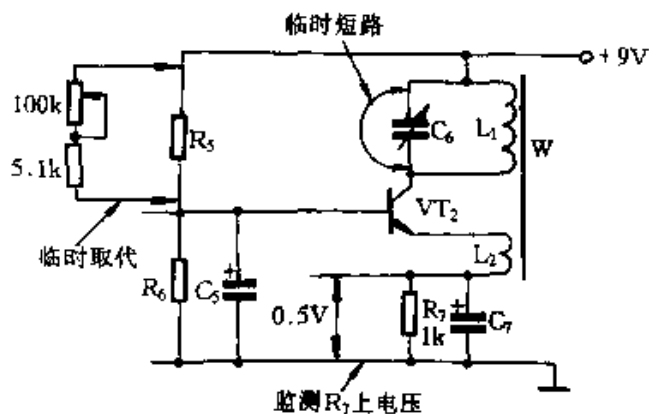 临时短路
+9V
100k
R5
C6
L1
W
5.1k
VT2
临时取代
L2
R6
C5
+
0.5V
R7
1k
+
C7
监测R7上电压